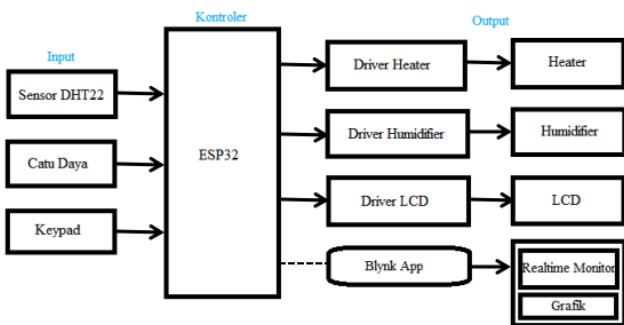 Kontroler
Output
Input
Sensor DHT22
Catu Daya
Keypad
ESP32
Driver Heater
Heater
Driver Humidifier
Humidifier
Driver LCD
LCD
Blynk App
Realtime Monitor
Grafik